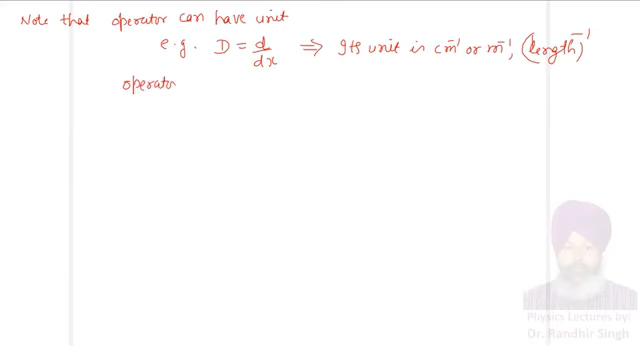 Note that operator can have unit
e.g. D = d/dx ⇒ Its unit is cm⁻¹ or m⁻¹, (length)⁻¹
operator
Physics Lectures by:
Dr. Randhir Singh